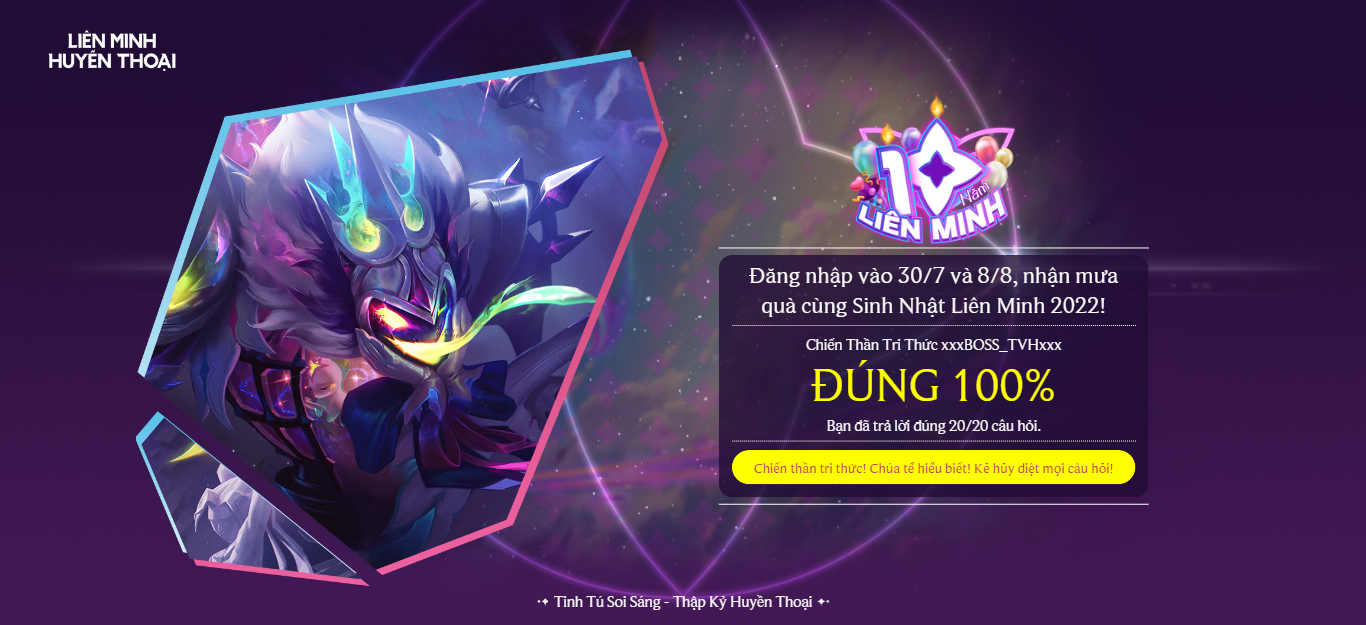 LIÊN MINH
HUYỀN THOẠI
10
Năm
LIÊN MINH
Đăng nhập vào 30/7 và 8/8, nhận mưa
quà cùng Sinh Nhật Liên Minh 2022!
Chiến Thần Tri Thức xxxBOSS_TVHxxx
ĐÚNG 100%
Bạn đã trả lời đúng 20/20 câu hỏi.
Chiến thần tri thức! Chúa tể hiểu biết! Kẻ hủy diệt mọi câu hỏi!
Tinh Tú Soi Sáng - Thập Kỷ Huyền Thoại